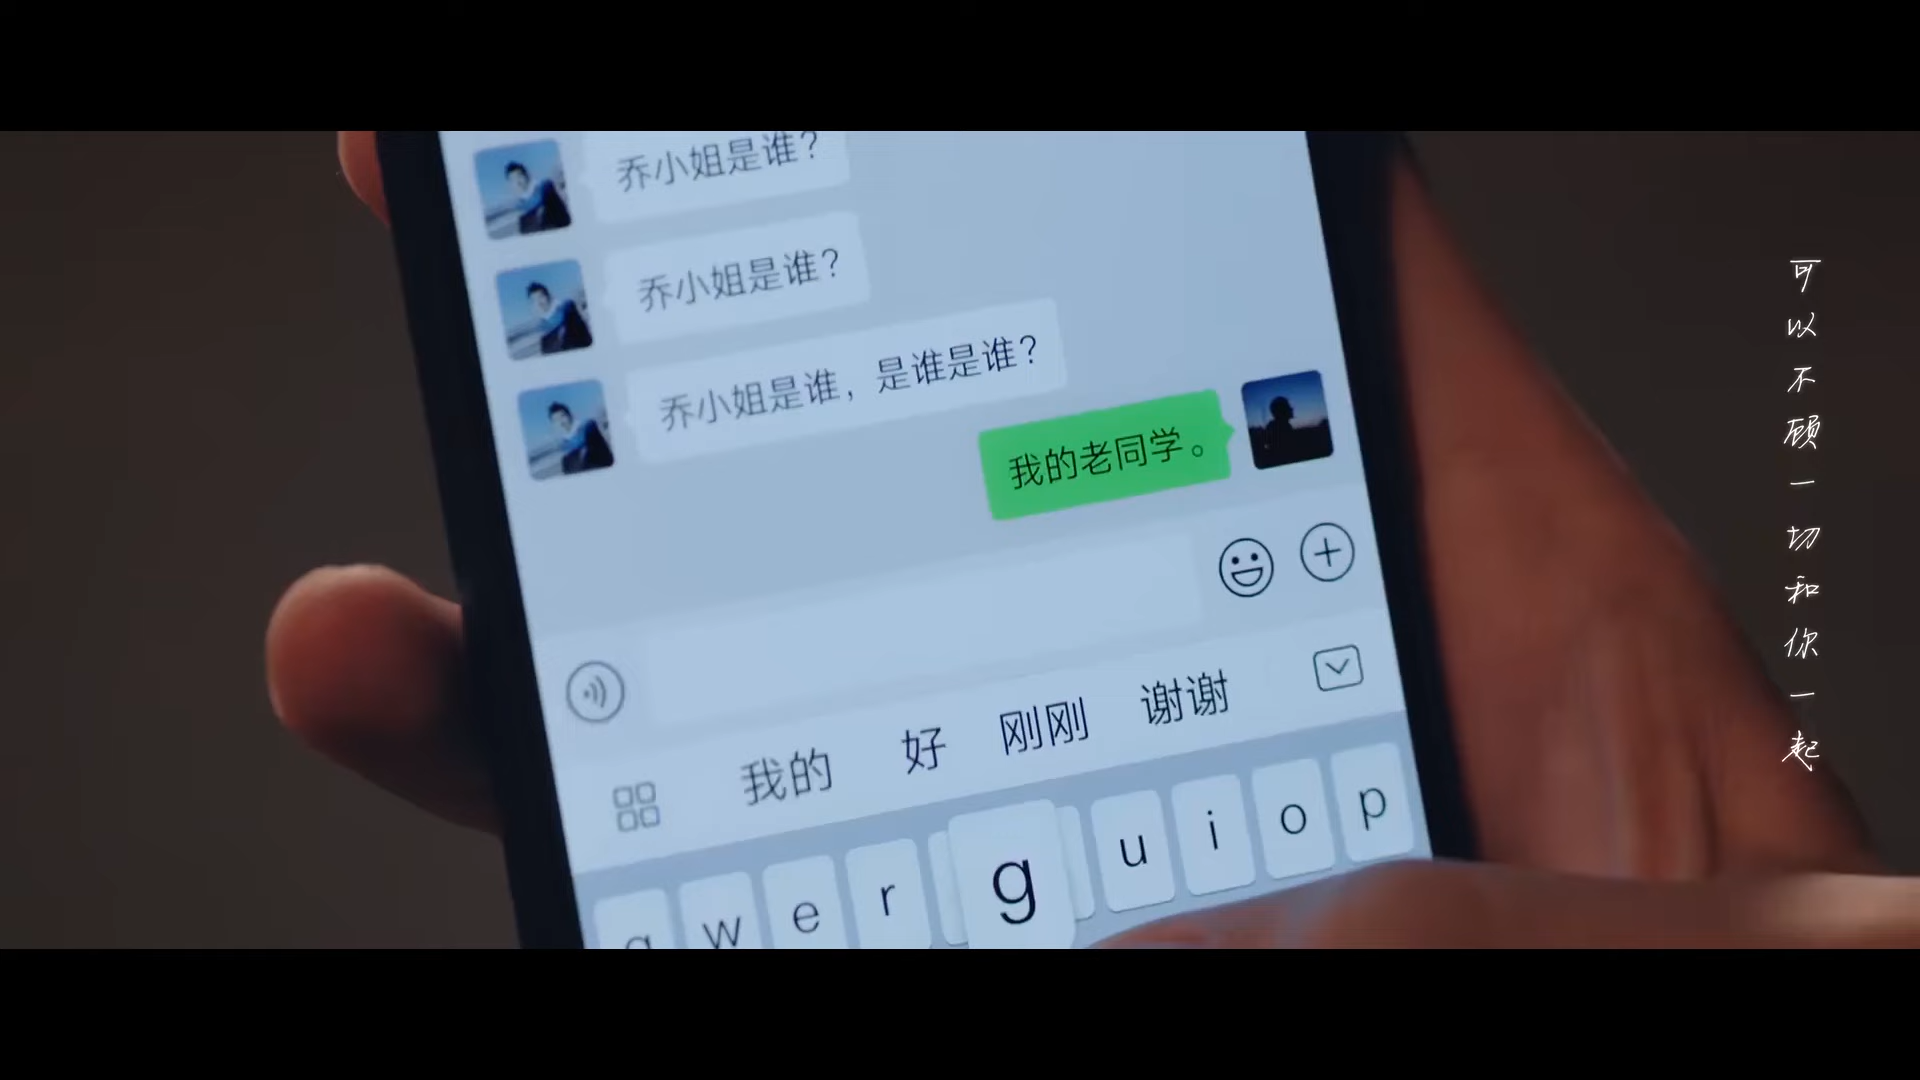 乔小姐是谁？
乔小姐是谁？
乔小姐是谁，是谁是谁？
我的老同学。
我的 好 刚刚 谢谢
q w e r g u i o p
可以不顾一切和你一起